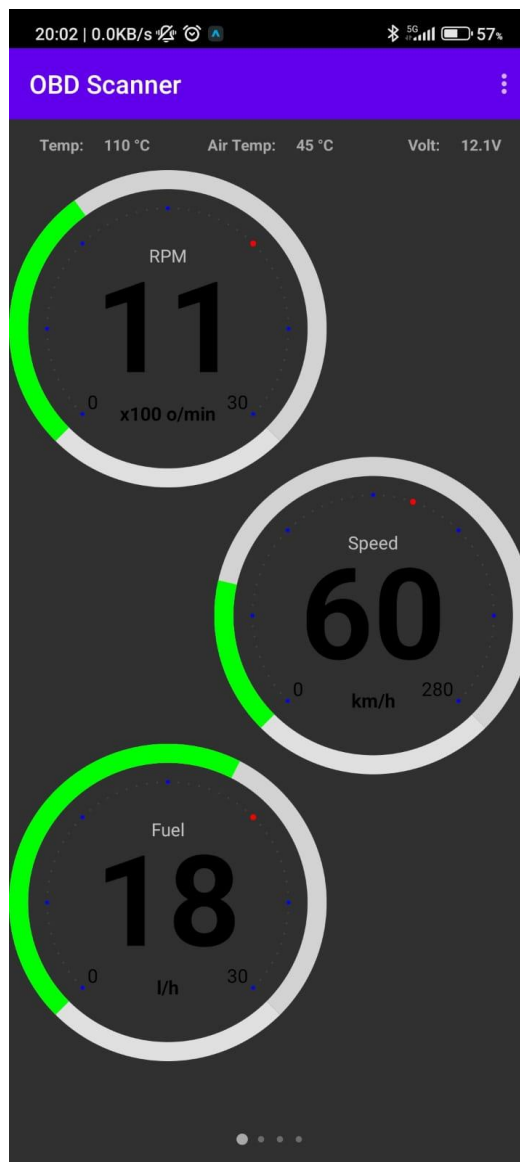 20:02 | 0.0KB/s 5G 57%
OBD Scanner
Temp: 110 °C Air Temp: 45 °C Volt: 12.1V
RPM
11
0 30
x100 o/min
Speed
60
0 280
km/h
Fuel
18
0 30
l/h